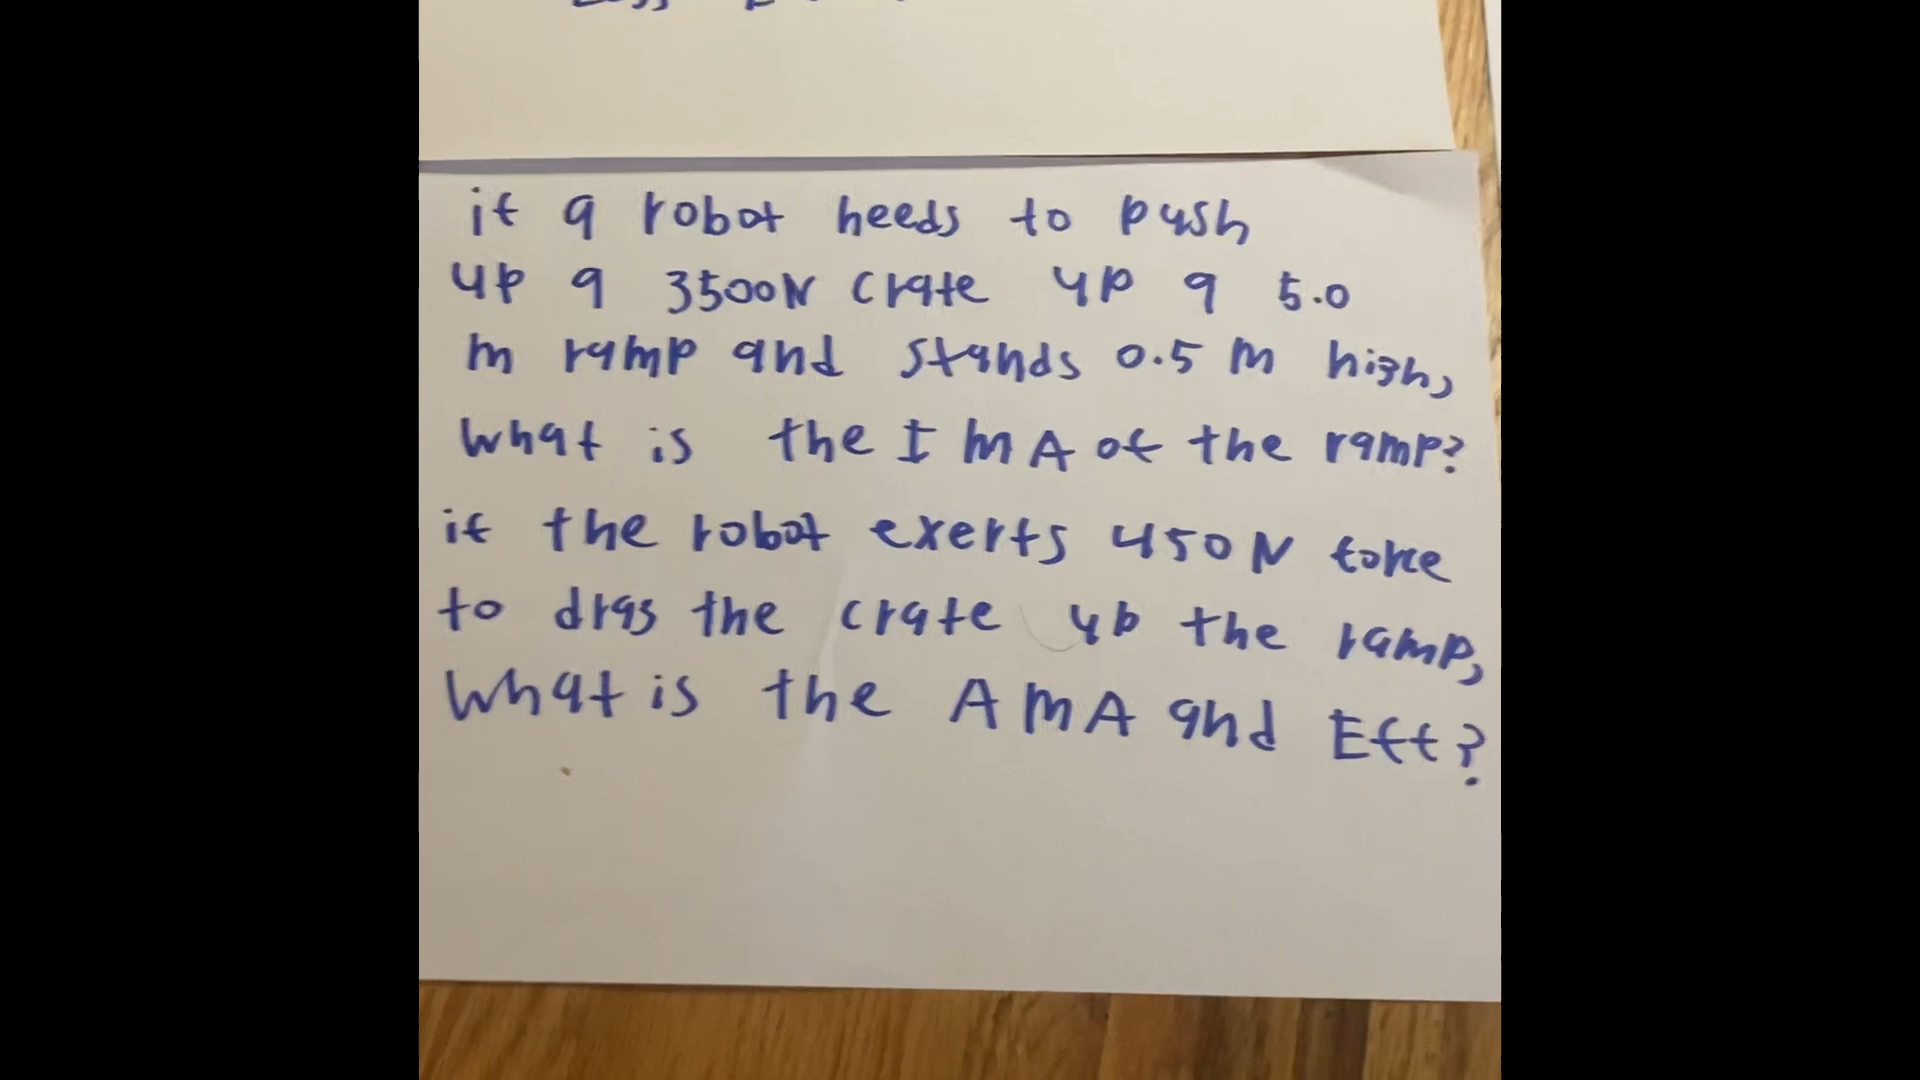 if a robot needs to push
up a 3500N crate up a 5.0
m ramp and stands 0.5 m high,
What is the IMA of the ramp?
if the robot exerts 450N force
to drag the crate up the ramp,
What is the AMA and Eff?